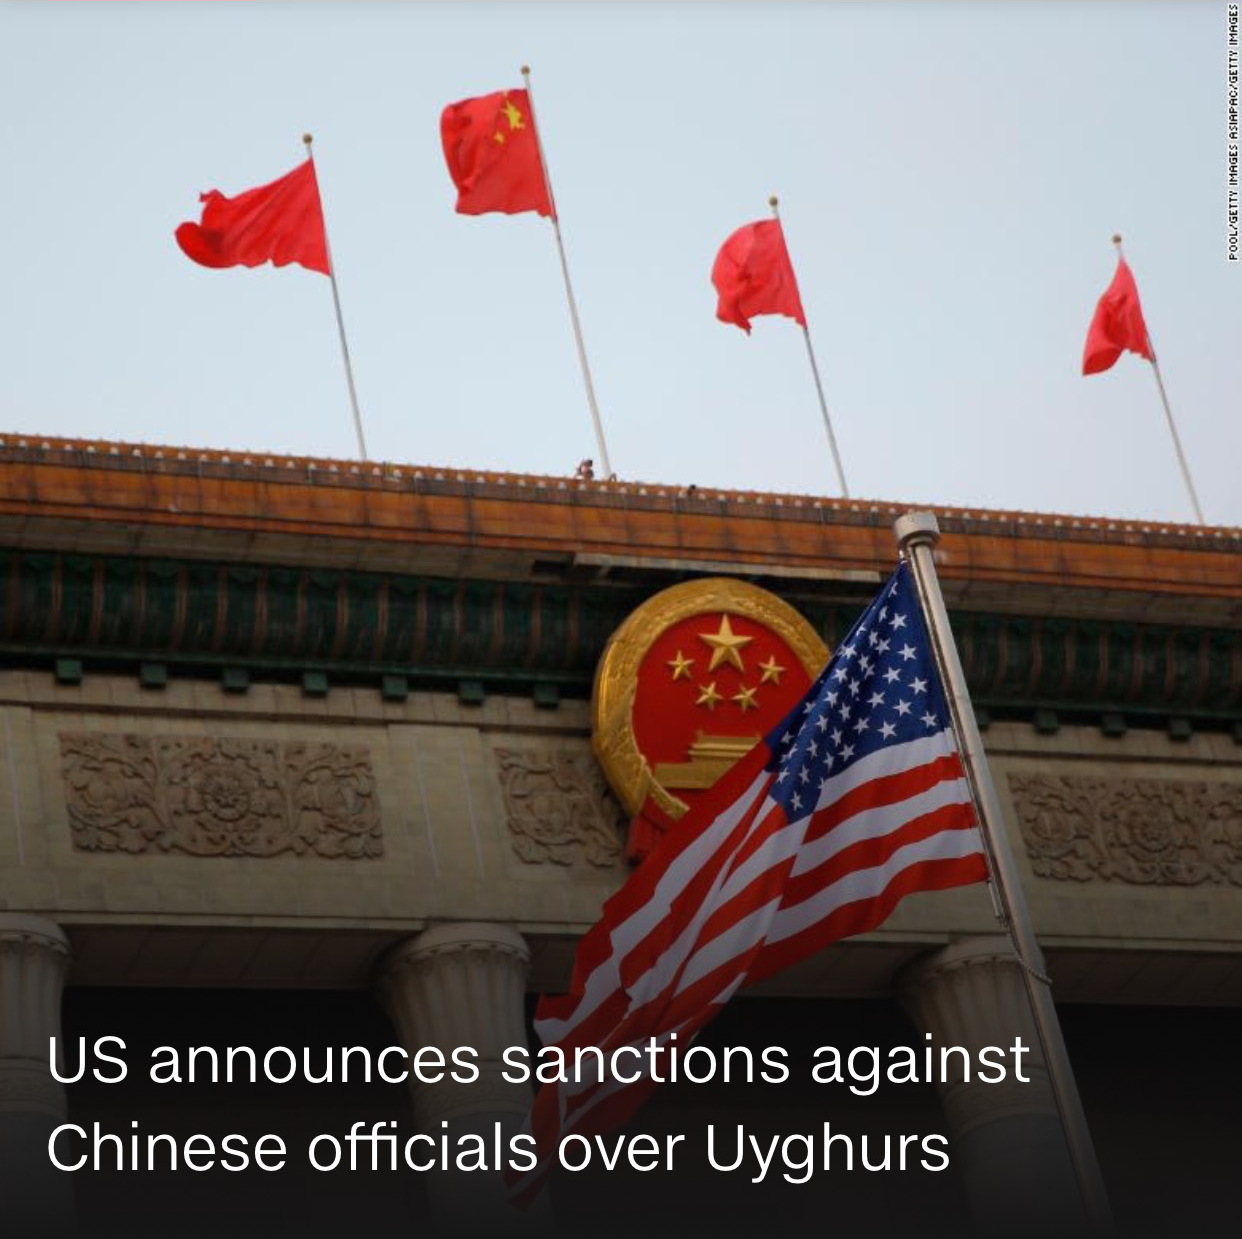 POOL/GETTY IMAGES ASIAPAC/GETTY IMAGES
US announces sanctions against
Chinese officials over Uyghurs